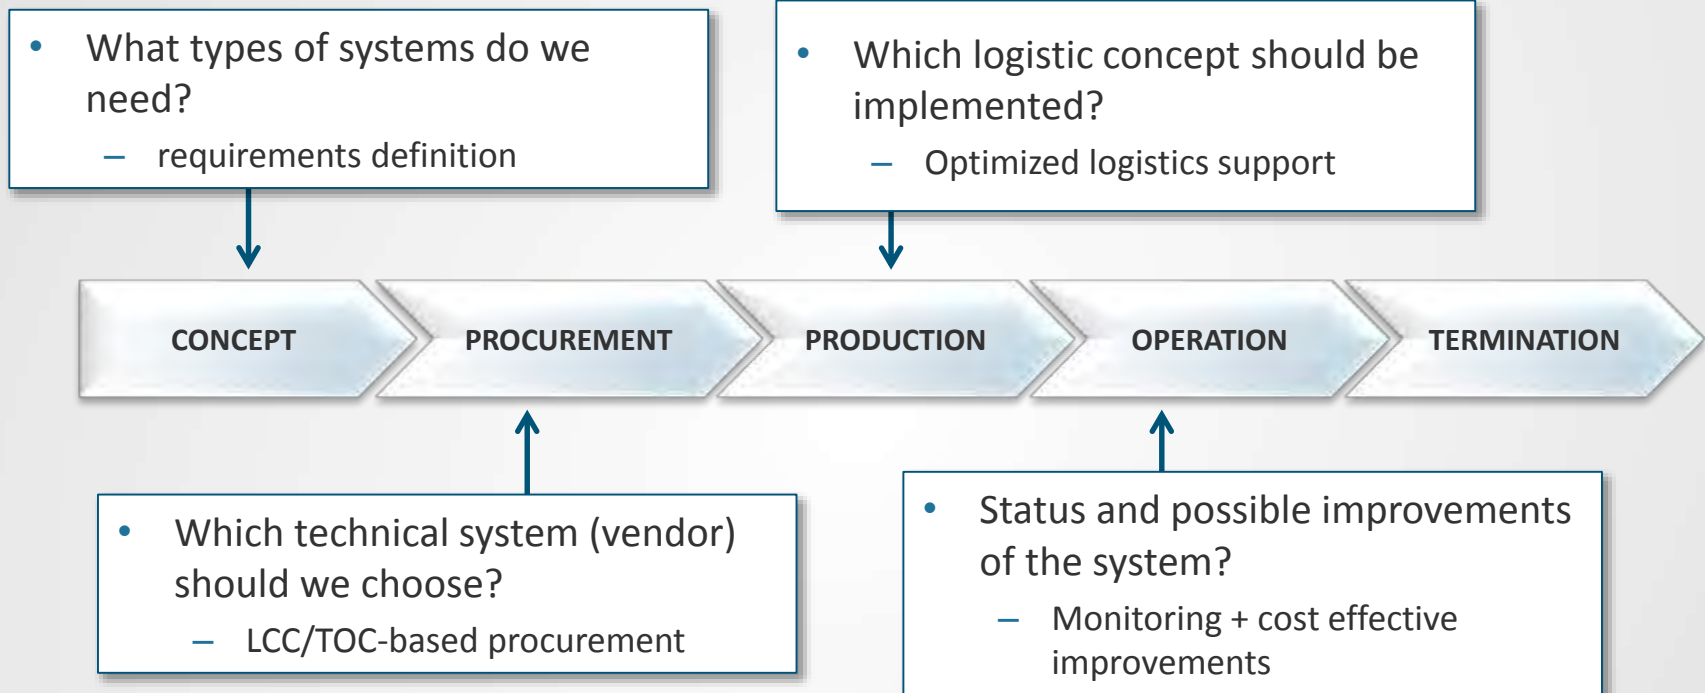 • What types of systems do we
need?
– requirements definition
• Which logistic concept should be
implemented?
– Optimized logistics support
CONCEPT
PROCUREMENT
PRODUCTION
OPERATION
TERMINATION
• Which technical system (vendor)
should we choose?
– LCC/TOC-based procurement
• Status and possible improvements
of the system?
– Monitoring + cost effective
improvements